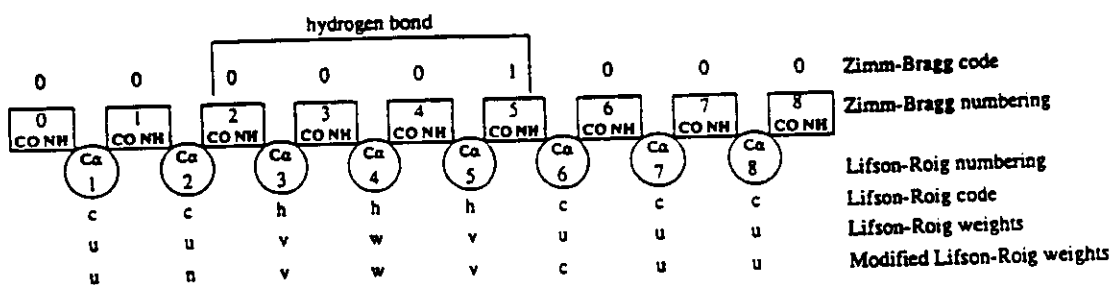 hydrogen bond
0 0 0 0 0 1 0 0 0 Zimm-Bragg code
0 1 2 3 4 5 6 7 8 Zimm-Bragg numbering
CO NH CO NH CO NH CO NH CO NH CO NH CO NH CO NH CO NH
Cα Cα Cα Cα Cα Cα Cα Cα
1 2 3 4 5 6 7 8 Lifson-Roig numbering
c c h h h c c c Lifson-Roig code
u u v w v u u u Lifson-Roig weights
u n v w v c u u Modified Lifson-Roig weights